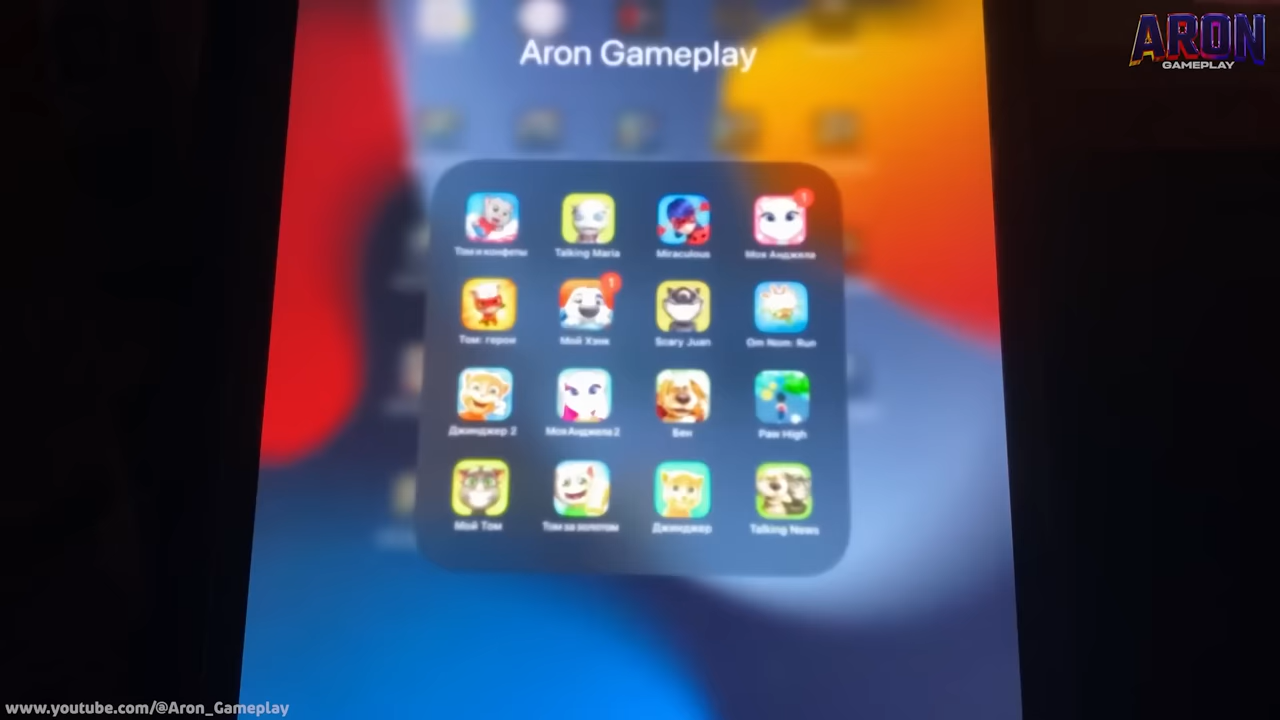 Aron Gameplay
ARON
GAMEPLAY
Том и конфеты
Talking Maria
Miraculous
Моя Анджела
1
Том: герои
Мой Хэнк
1
Scary Juan
Om Nom: Run
Джинджер 2
Моя Анджела 2
Бен
Paw High
Мой Том
Том за золотом
Джинджер
Talking News
www.youtube.com/@Aron_Gameplay